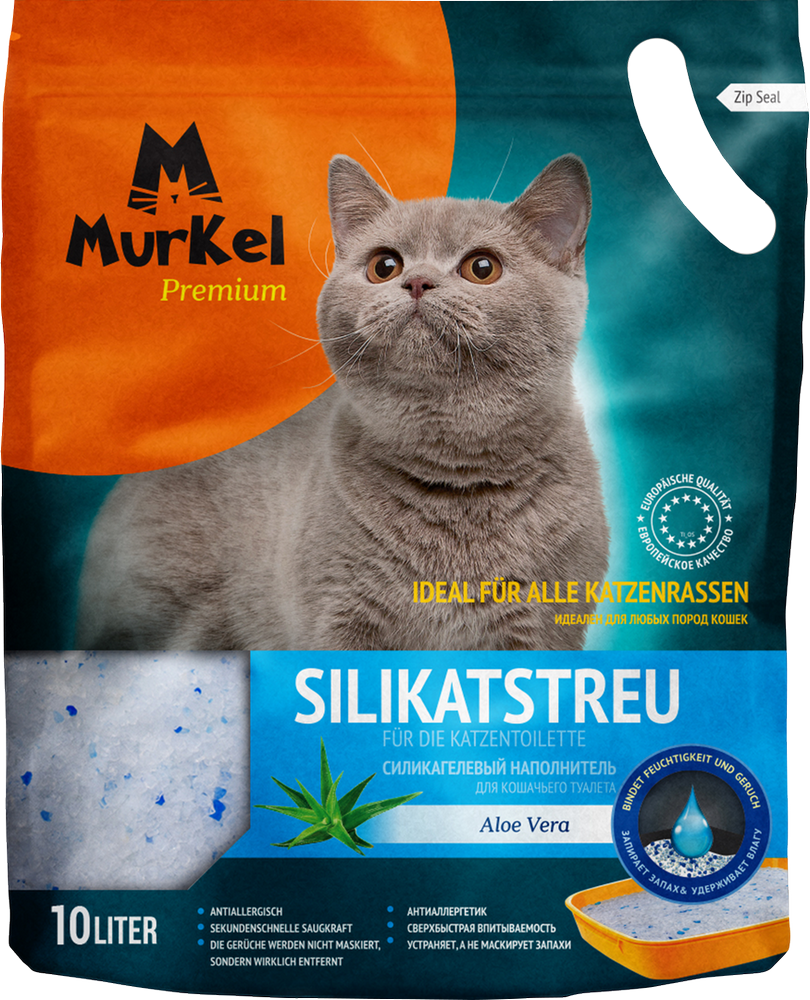 Zip Seal
MurKel
Premium
EUROPÄISCHE QUALITÄT
ЕВРОПЕЙСКОЕ КАЧЕСТВО
IDEAL FÜR ALLE KATZENRASSEN
ИДЕАЛЕН ДЛЯ ЛЮБЫХ ПОРОД КОШЕК
SILIKATSTREU
FÜR DIE KATZENTOILETTE
СИЛИКАГЕЛЕВЫЙ НАПОЛНИТЕЛЬ
ДЛЯ КОШАЧЬЕГО ТУАЛЕТА
Aloe Vera
BINDET FEUCHTIGKEIT UND GERUCH
ЗАПИРАЕТ ЗАПАХ& УДЕРЖИВАЕТ ВЛАГУ
10 LITER
• ANTIALLERGISCH
• SEKUNDENSCHNELLE SAUGKRAFT
• DIE GERÜCHE WERDEN NICHT MASKIERT,
SONDERN WIRKLICH ENTFERNT
• АНТИАЛЛЕРГЕТИК
• СВЕРХБЫСТРАЯ ВПИТЫВАЕМОСТЬ
• УСТРАНЯЕТ, А НЕ МАСКИРУЕТ ЗАПАХИ